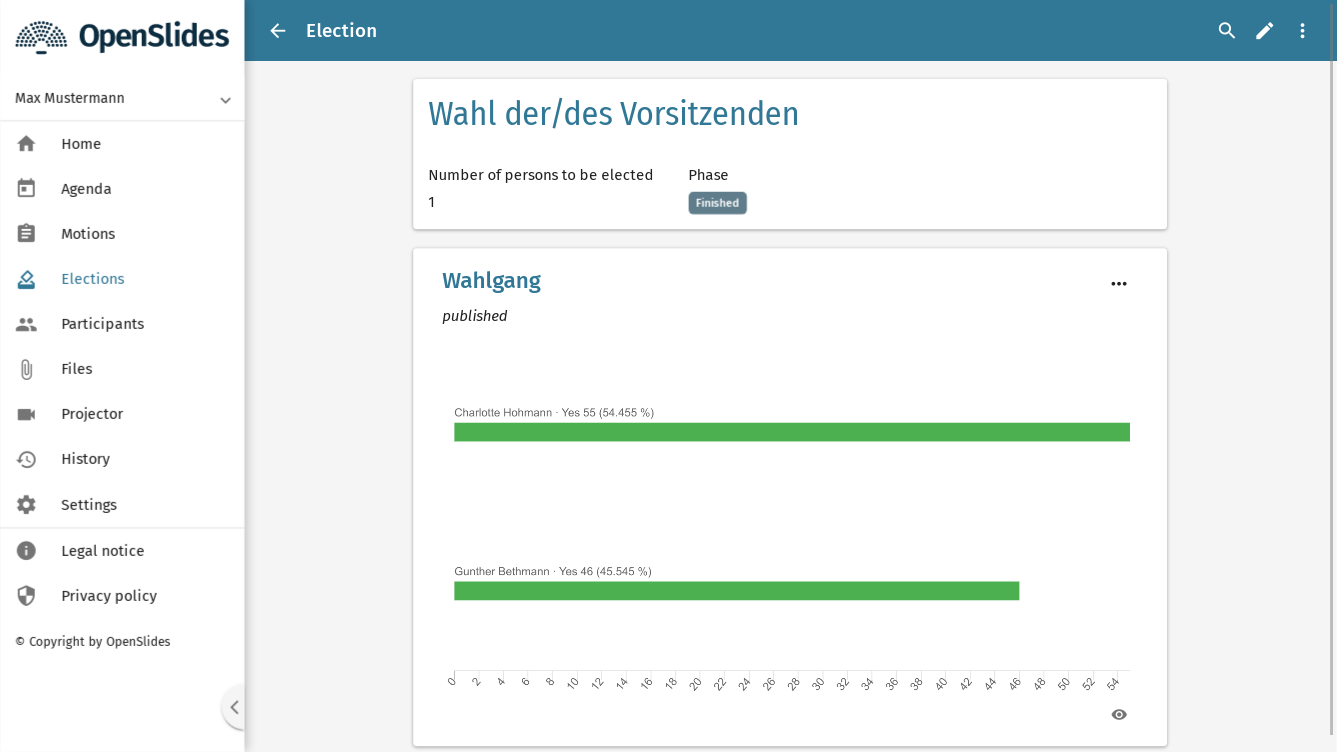 OpenSlides
Max Mustermann
Home
Agenda
Motions
Elections
Participants
Files
Projector
History
Settings
Legal notice
Privacy policy
© Copyright by OpenSlides
Election
Wahl der/des Vorsitzenden
Number of persons to be elected
1
Phase
Finished
Wahlgang
published
Charlotte Hohmann · Yes 55 (54.455 %)
Gunther Bethmann · Yes 46 (45.545 %)
0 2 4 6 8 10 12 14 16 18 20 22 24 26 28 30 32 34 36 38 40 42 44 46 48 50 52 54